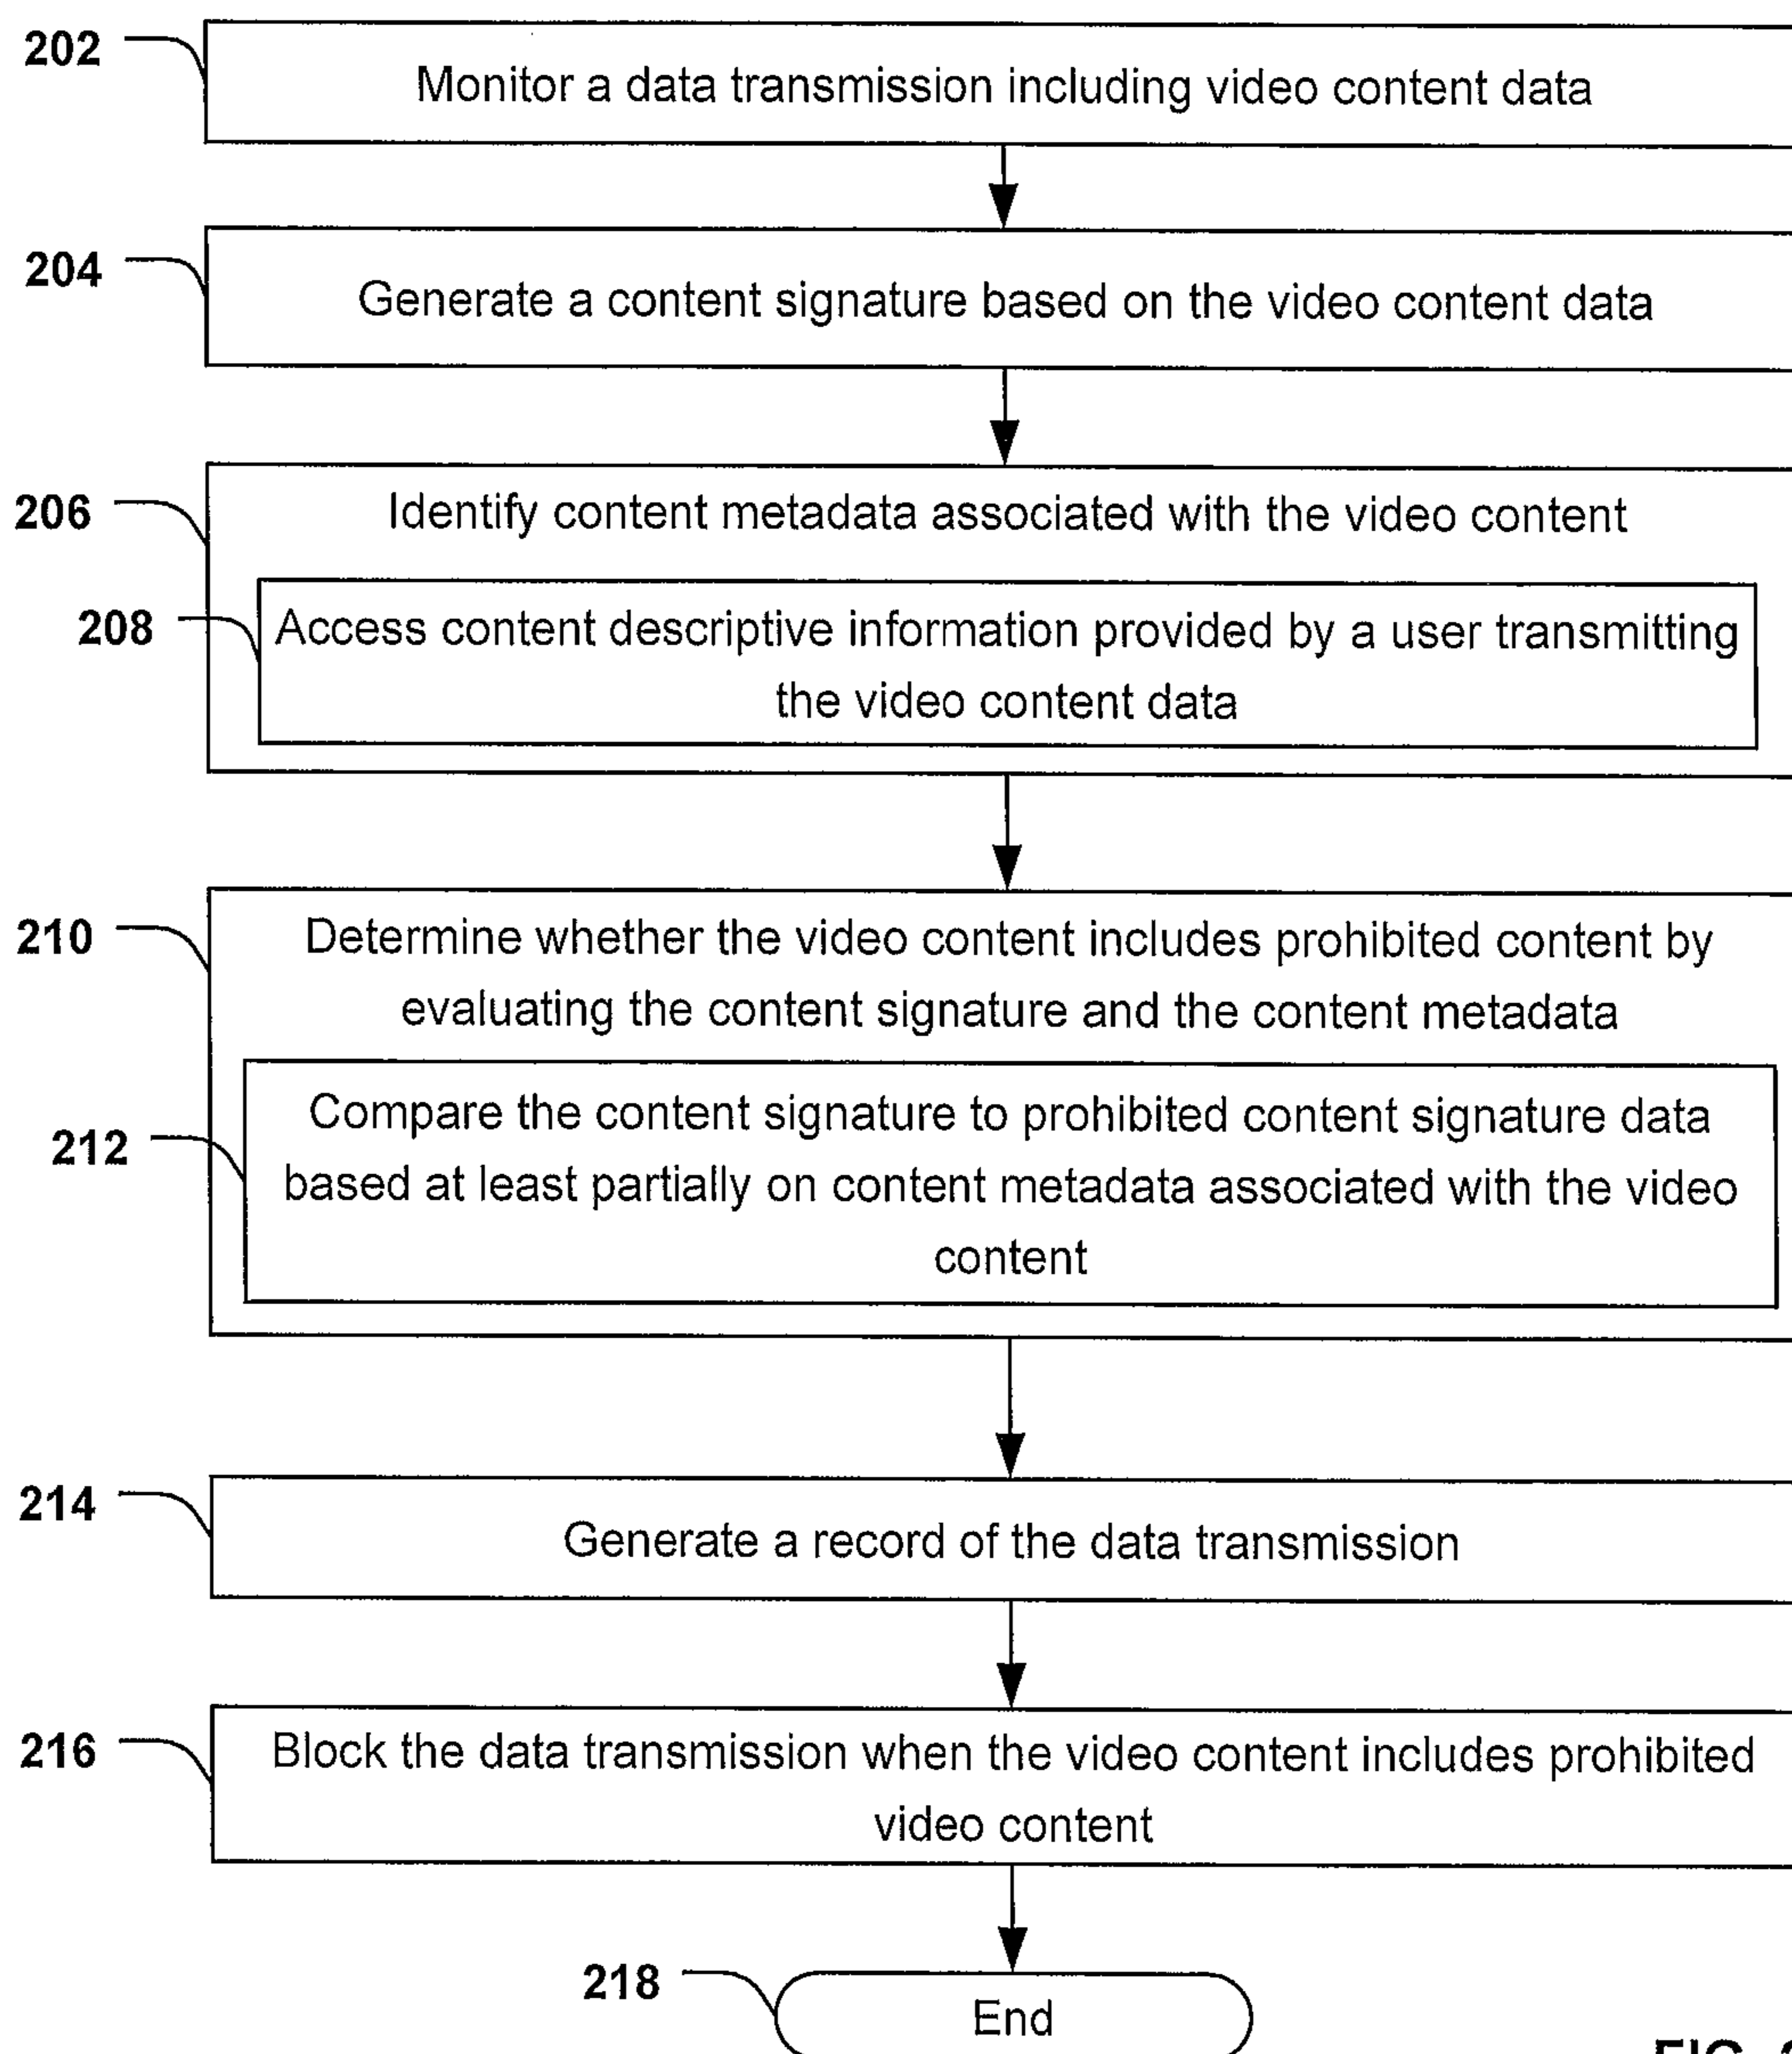 202
Monitor a data transmission including video content data
204
Generate a content signature based on the video content data
206
Identify content metadata associated with the video content
208
Access content descriptive information provided by a user transmitting
the video content data
210
Determine whether the video content includes prohibited content by
evaluating the content signature and the content metadata
212
Compare the content signature to prohibited content signature data
based at least partially on content metadata associated with the video
content
214
Generate a record of the data transmission
216
Block the data transmission when the video content includes prohibited
video content
218
End
FIG.